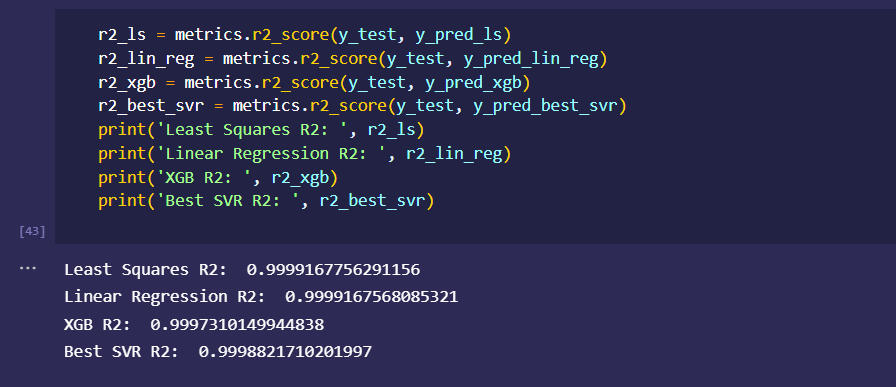 r2_ls = metrics.r2_score(y_test, y_pred_ls)
r2_lin_reg = metrics.r2_score(y_test, y_pred_lin_reg)
r2_xgb = metrics.r2_score(y_test, y_pred_xgb)
r2_best_svr = metrics.r2_score(y_test, y_pred_best_svr)
print('Least Squares R2: ', r2_ls)
print('Linear Regression R2: ', r2_lin_reg)
print('XGB R2: ', r2_xgb)
print('Best SVR R2: ', r2_best_svr)
[43]
... Least Squares R2:  0.9999167756291156
Linear Regression R2:  0.9999167568085321
XGB R2:  0.9997310149944838
Best SVR R2:  0.9998821710201997